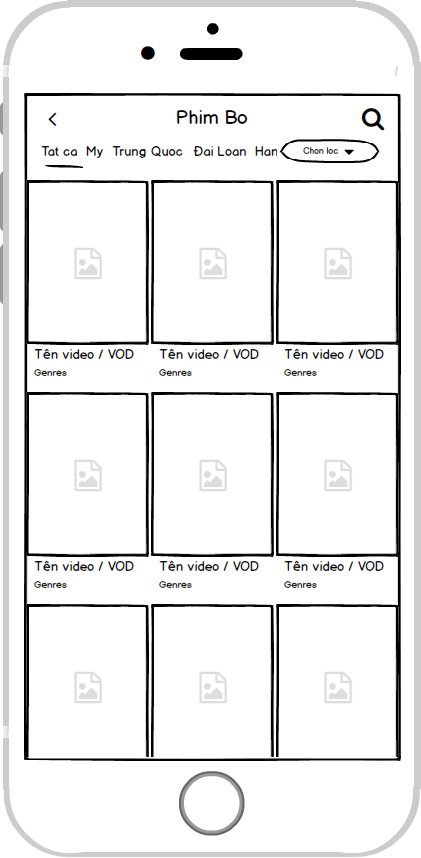 Phim Bo
Tat ca My Trung Quoc Đai Loan Han Chon loc
Tên video / VOD Tên video / VOD Tên video / VOD
Genres Genres Genres
Tên video / VOD Tên video / VOD Tên video / VOD
Genres Genres Genres